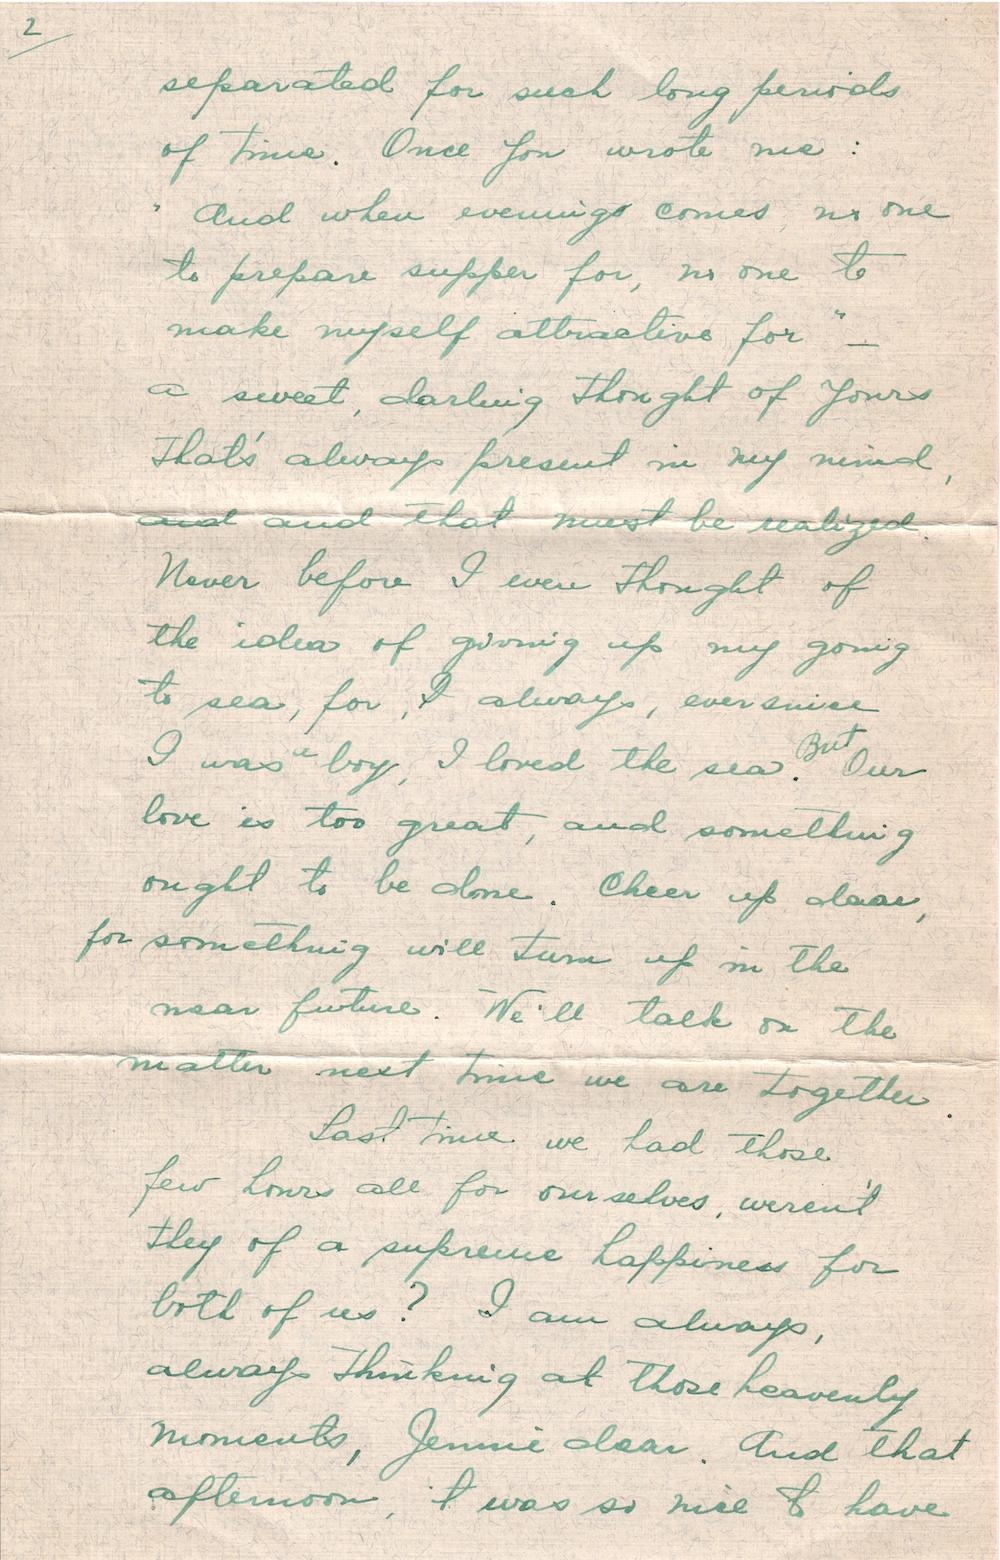 2
separated for such long periods
of time. Once you wrote me :
" And when evenings comes, no one
to prepare supper for, no one to
make myself attractive for " —
a sweet, darling thought of yours
that's always present in my mind,
and and that must be realized.
Never before I even thought of
the idea of giving up my going
to sea, for, I always, ever since
I was a boy, I loved the sea. But Our
love is too great, and something
ought to be done. Cheer up dear,
for something will turn up in the
near future. We'll talk on the
matter next time we are together.
Last time we had those
few hours all for ourselves, weren't
they of a supreme happiness for
both of us? I am always,
always thinking at those heavenly
moments, Jennie dear. And that
afternoon, it was so nice to have